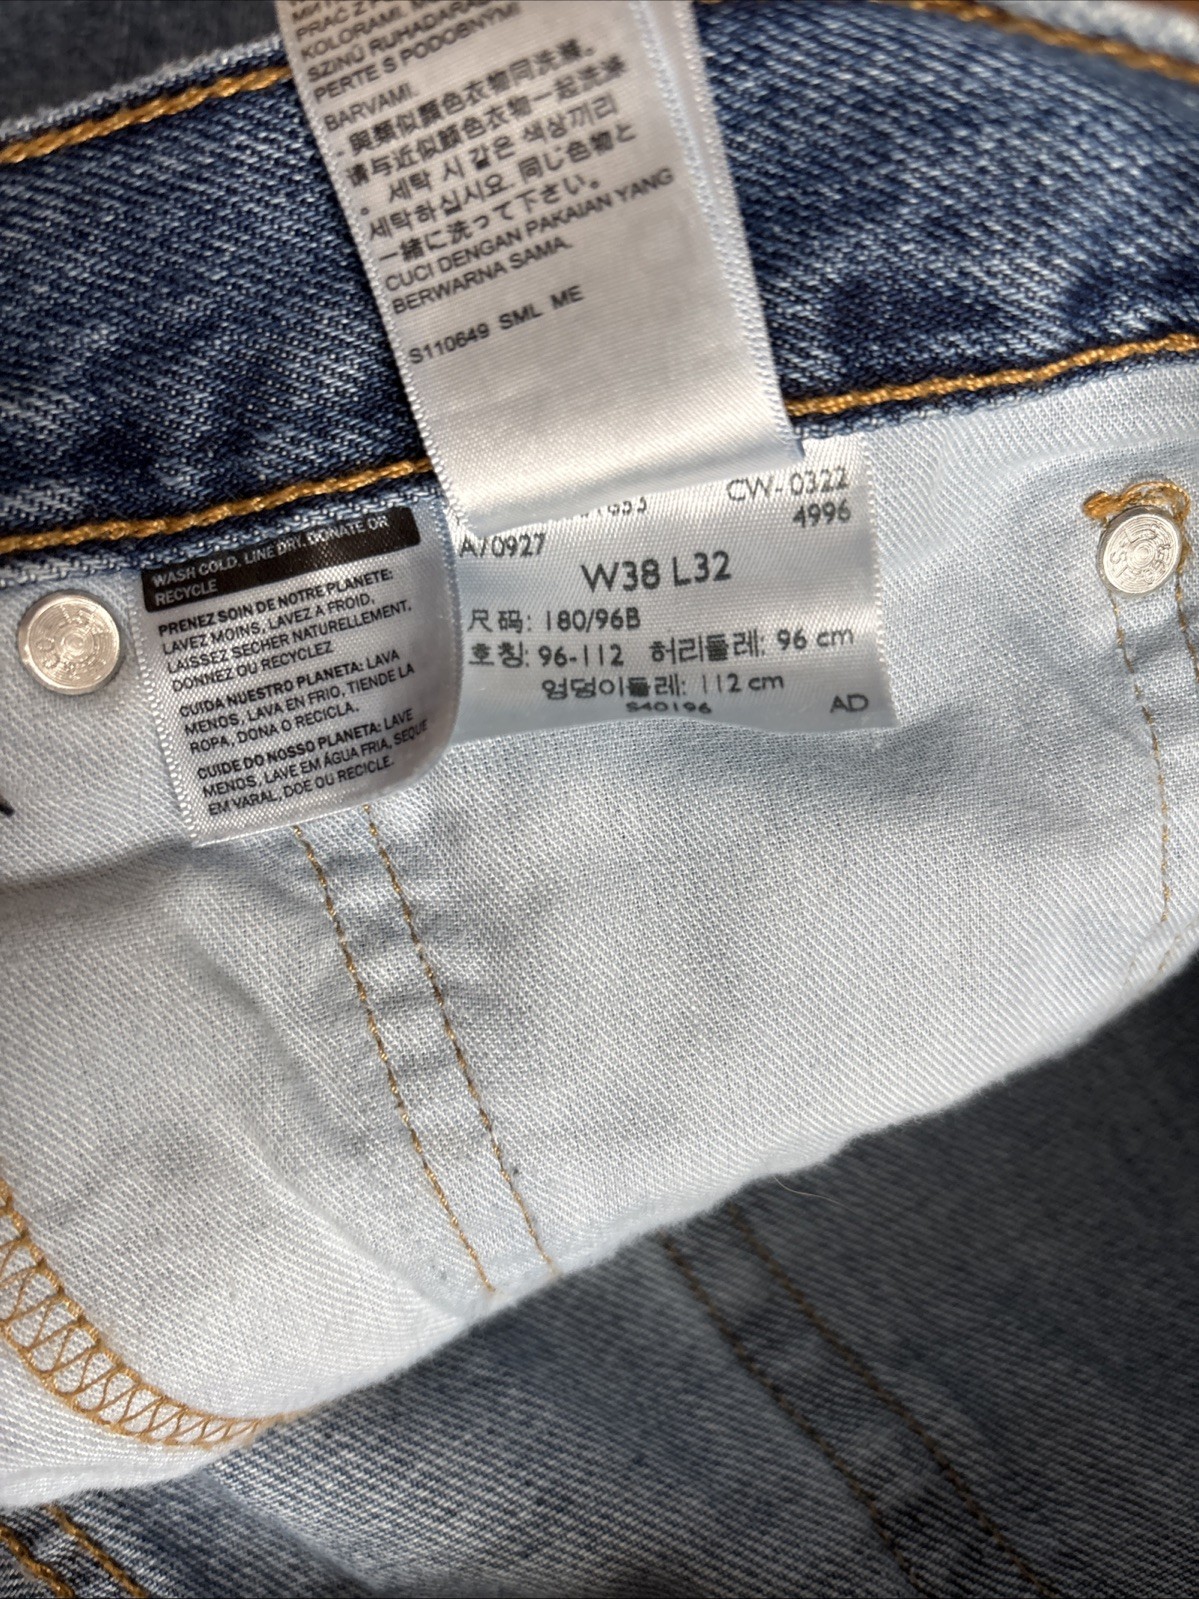 PRAĆ Z P
KOLORAMI. M
SZINŰ RUHADARA
PERTE S PODOBNÝMI
BARVAMI.
- 與類似顏色衣物同洗滌。
请与近似颜色衣物一起洗涤
。세탁 시 같은 색상끼리
세탁하십시요. 同じ色物と
一緒に洗って下さい。
CUCI DENGAN PAKAIAN YANG
BERWARNA SAMA.
S110649 SML ME
WASH COLD. LINE DRY. DONATE OR
RECYCLE
PRENEZ SOIN DE NOTRE PLANETE:
LAVEZ MOINS, LAVEZ A FROID,
LAISSEZ SECHER NATURELLEMENT,
DONNEZ OU RECYCLEZ
CUIDA NUESTRO PLANETA: LAVA
MENOS, LAVA EN FRIO, TIENDE LA
ROPA, DONA O RECICLA.
CUIDE DO NOSSO PLANETA: LAVE
MENOS, LAVE EM ÁGUA FRIA, SEQUE
EM VARAL, DOE OU RECICLE.
CW-0322
4996
A70927
W38 L32
尺码: 180/96B
호칭: 96-112 허리둘레: 96 cm
엉덩이둘레: 112 cm
S40196
AD